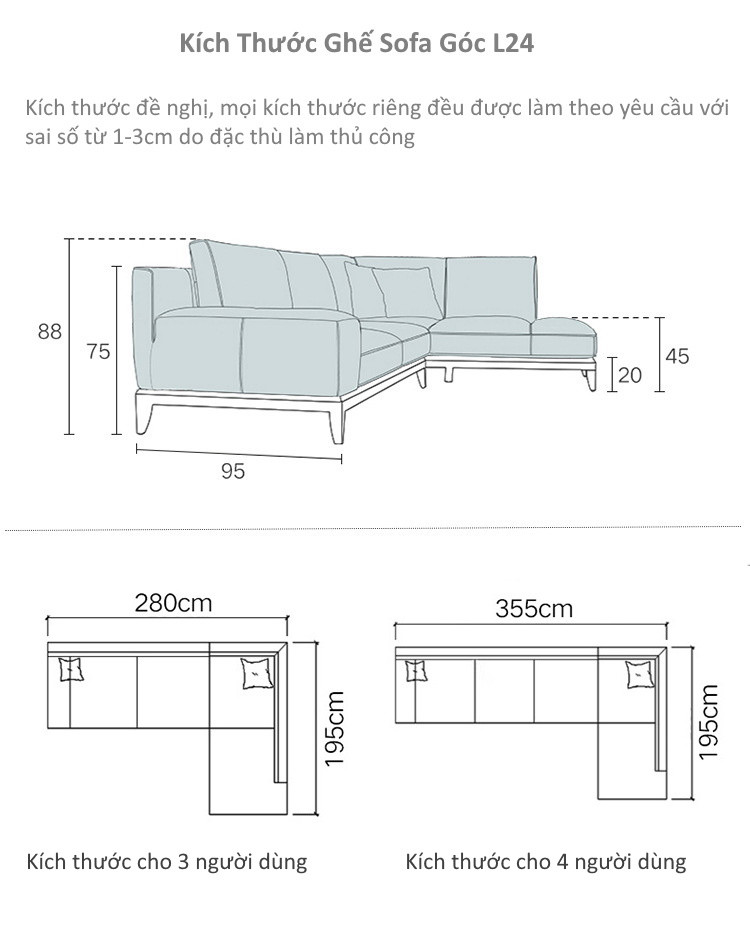 Kích Thước Ghế Sofa Góc L24
Kích thước đề nghị, mọi kích thước riêng đều được làm theo yêu cầu với
sai số từ 1-3cm do đặc thù làm thủ công
88
75
45
20
95
280cm
195cm
355cm
195cm
Kích thước cho 3 người dùng
Kích thước cho 4 người dùng